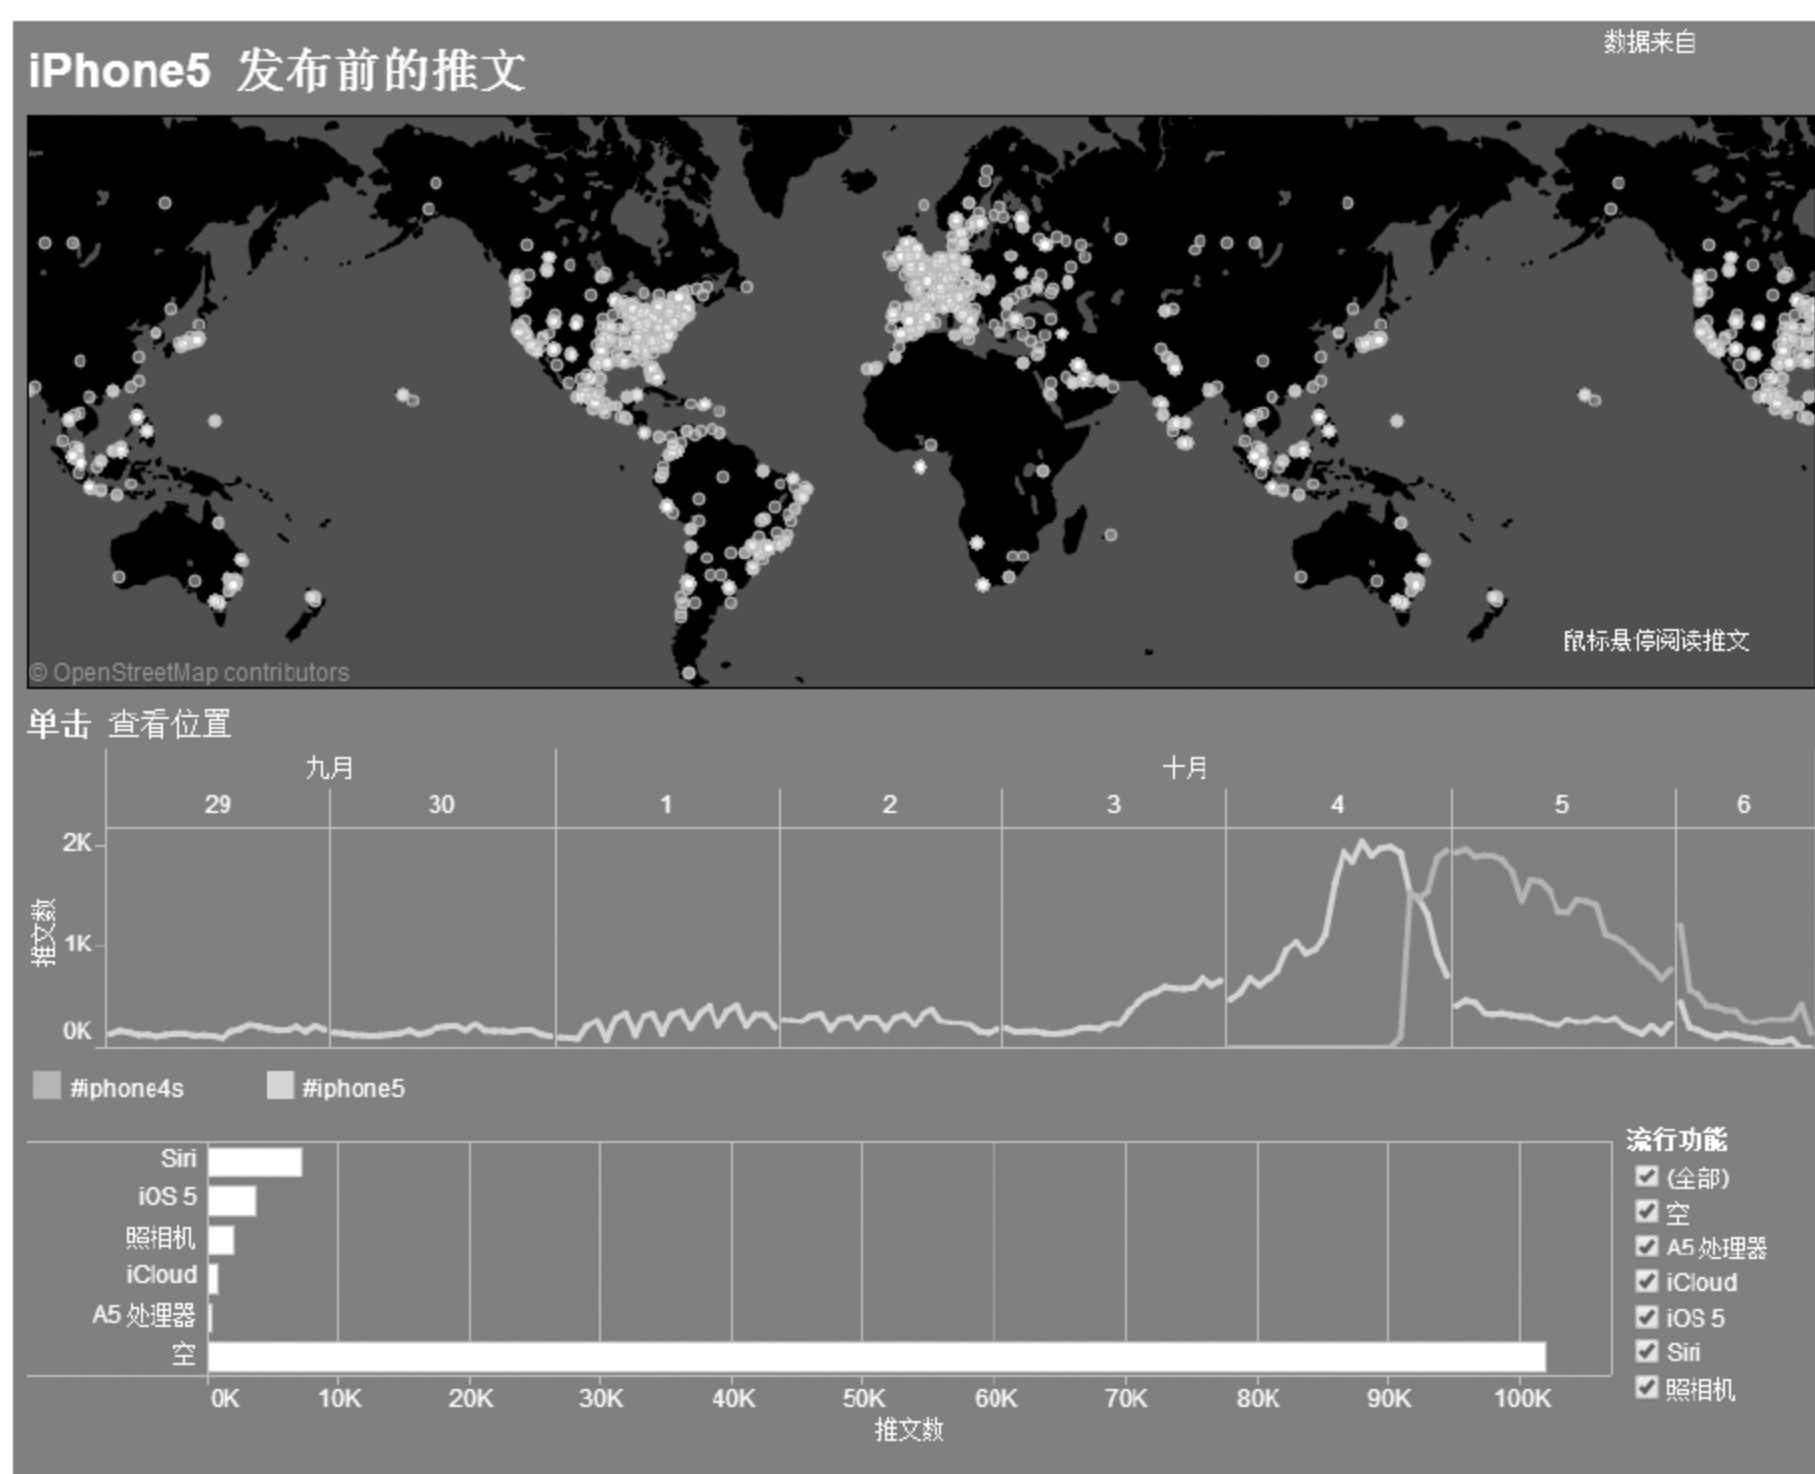 数据来自
iPhone5 发布前的推文
鼠标悬停阅读推文
© OpenStreetMap contributors
单击 查看位置
九月 十月
29 30 1 2 3 4 5 6
2K
1K
0K
推文数
#iphone4s #iphone5
Siri
iOS 5
照相机
iCloud
A5 处理器
空
0K 10K 20K 30K 40K 50K 60K 70K 80K 90K 100K
推文数
流行功能
(全部)
空
A5 处理器
iCloud
iOS 5
Siri
照相机